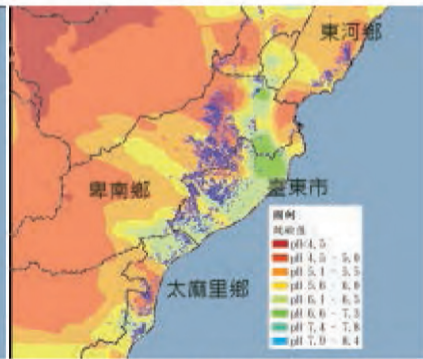 東河鄉
卑南鄉
臺東市
太麻里鄉
圖例
pH<4.5
pH 4.5 - 5.0
pH 5.1 - 5.5
pH 5.6 - 6.0
pH 6.1 - 6.5
pH 6.6 - 7.3
pH 7.4 - 7.8
pH 7.9 - 8.4